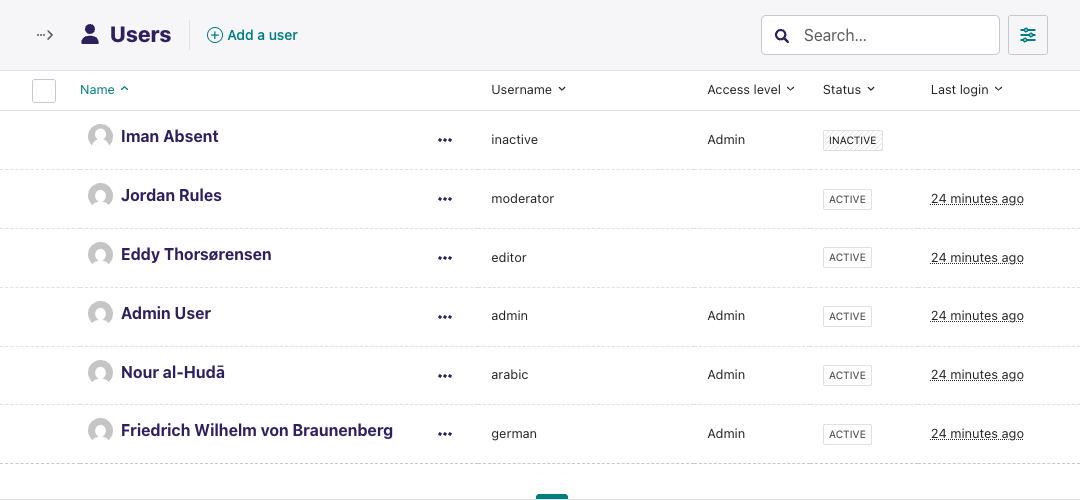 Users
Add a user
Search...
Name Username Access level Status Last login
Iman Absent inactive Admin INACTIVE
Jordan Rules moderator ACTIVE 24 minutes ago
Eddy Thorsørensen editor ACTIVE 24 minutes ago
Admin User admin Admin ACTIVE 24 minutes ago
Nour al-Hudā arabic Admin ACTIVE 24 minutes ago
Friedrich Wilhelm von Braunenberg german Admin ACTIVE 24 minutes ago